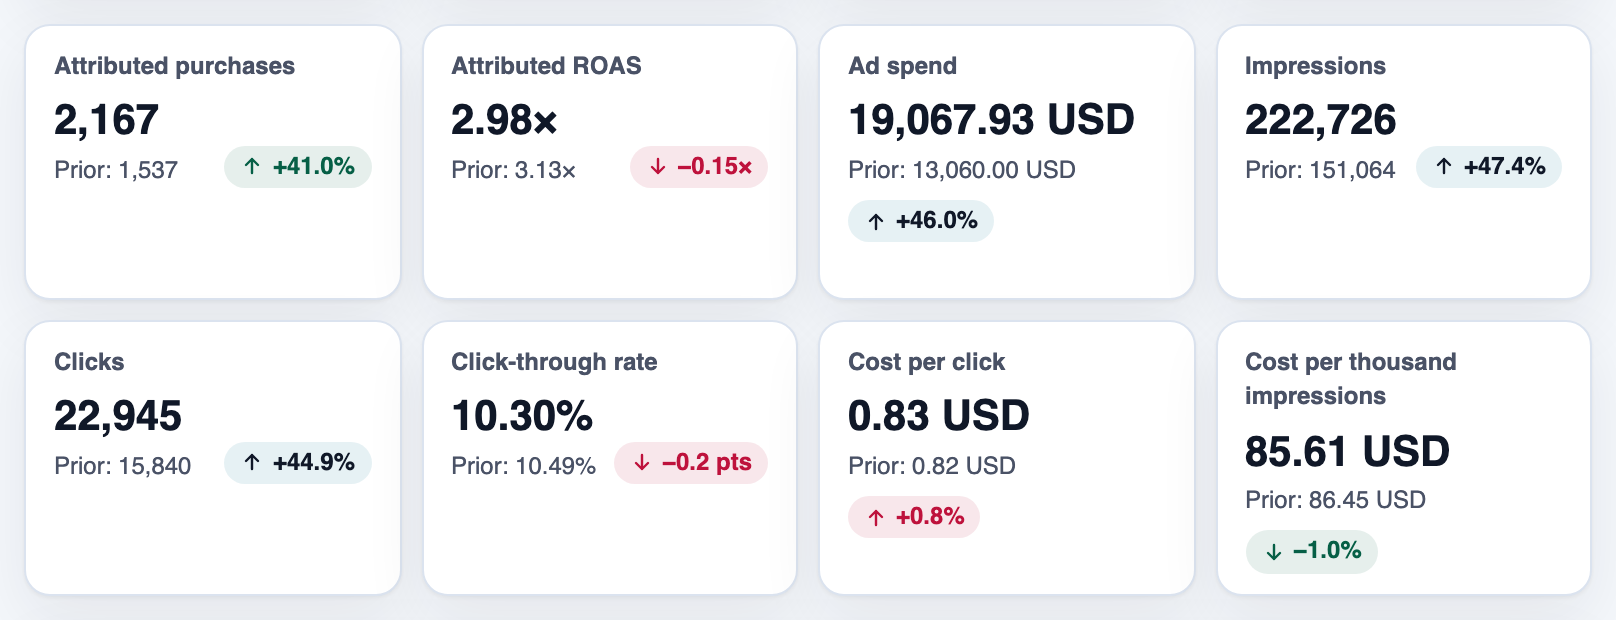 Attributed purchases
2,167
Prior: 1,537
↑ +41.0%
Attributed ROAS
2.98×
Prior: 3.13×
↓ −0.15×
Ad spend
19,067.93 USD
Prior: 13,060.00 USD
↑ +46.0%
Impressions
222,726
Prior: 151,064
↑ +47.4%
Clicks
22,945
Prior: 15,840
↑ +44.9%
Click-through rate
10.30%
Prior: 10.49%
↓ −0.2 pts
Cost per click
0.83 USD
Prior: 0.82 USD
↑ +0.8%
Cost per thousand
impressions
85.61 USD
Prior: 86.45 USD
↓ −1.0%